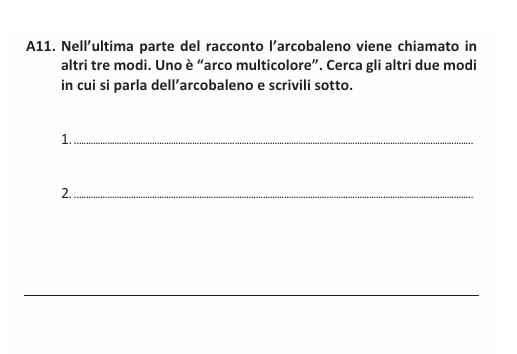 A11. Nell'ultima parte del racconto l'arcobaleno viene chiamato in
altri tre modi. Uno è “arco multicolore”. Cerca gli altri due modi
in cui si parla dell'arcobaleno e scrivili sotto.
1. ........................................................................
2. ........................................................................